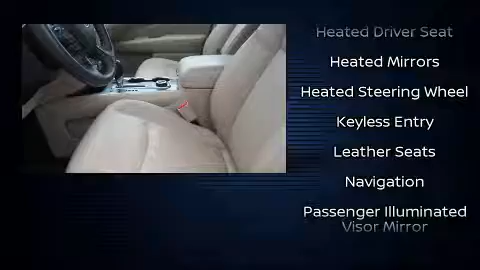 Heated Driver Seat
Heated Mirrors
Heated Steering Wheel
Keyless Entry
Leather Seats
Navigation
Passenger Illuminated
Visor Mirror